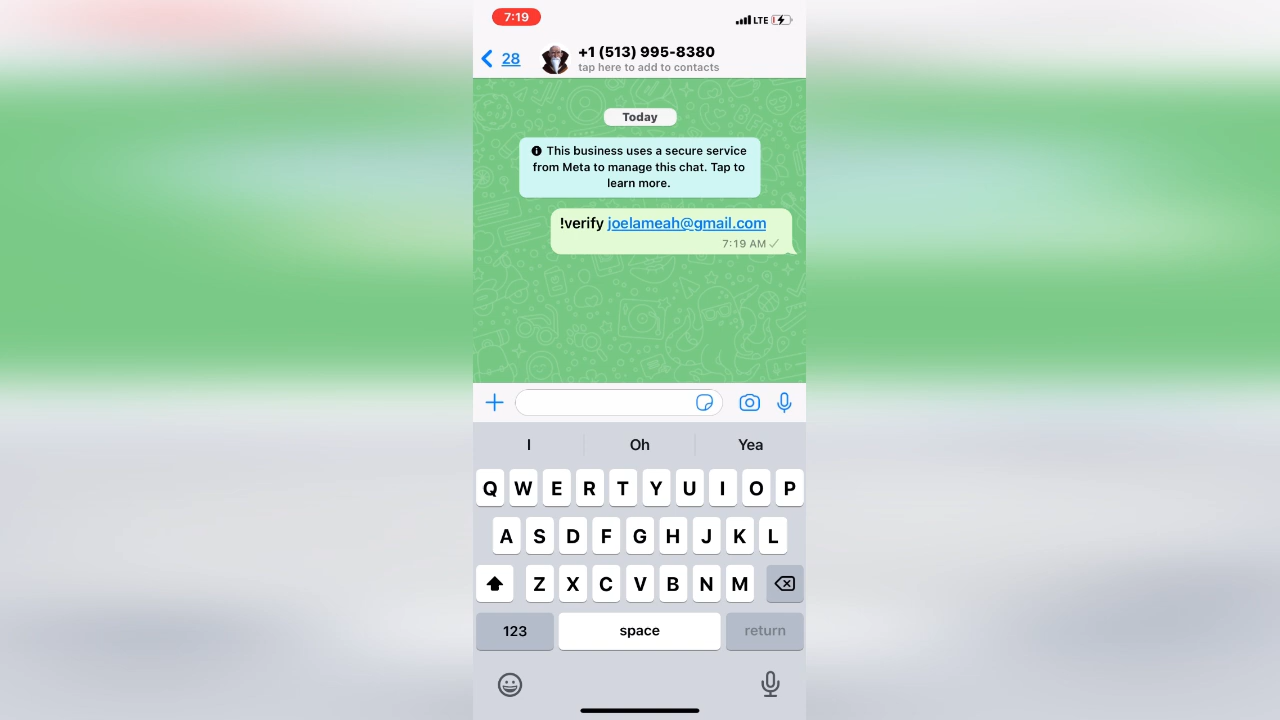 7:19
LTE
28
+1 (513) 995-8380
tap here to add to contacts
Today
This business uses a secure service
from Meta to manage this chat. Tap to
learn more.
!verify joelameah@gmail.com
7:19 AM
I Oh Yea
Q W E R T Y U I O P
A S D F G H J K L
Z X C V B N M
123 space return